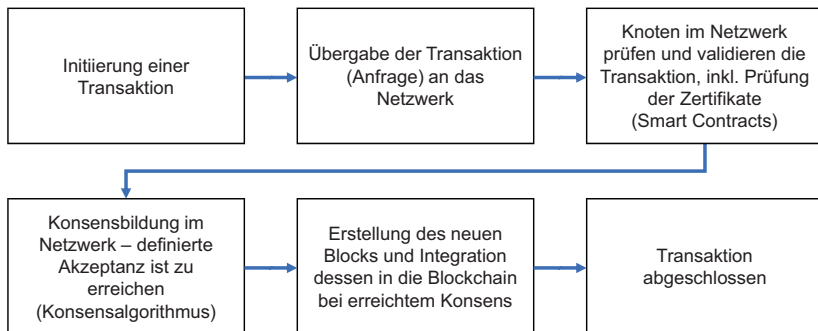 Initiierung einer
Transaktion
Übergabe der Transaktion
(Anfrage) an das
Netzwerk
Knoten im Netzwerk
prüfen und validieren die
Transaktion, inkl. Prüfung
der Zertifikate
(Smart Contracts)
Konsensbildung im
Netzwerk – definierte
Akzeptanz ist zu
erreichen
(Konsensalgorithmus)
Erstellung des neuen
Blocks und Integration
dessen in die Blockchain
bei erreichtem Konsens
Transaktion
abgeschlossen